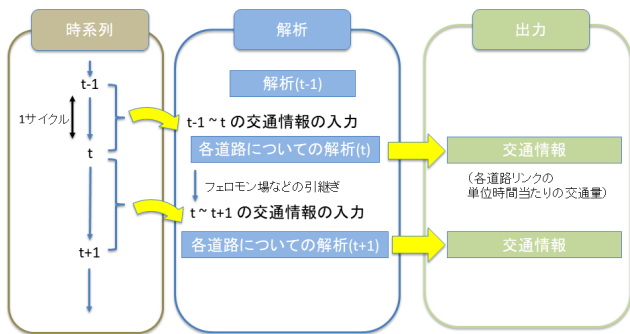 時系列
解析
出力
t-1
1サイクル
t
t+1
解析(t-1)
t-1 ~ t の交通情報の入力
各道路についての解析(t)
フェロモン場などの引継ぎ
t ~ t+1 の交通情報の入力
各道路についての解析(t+1)
交通情報
（各道路リンクの
単位時間当たりの交通量）
交通情報